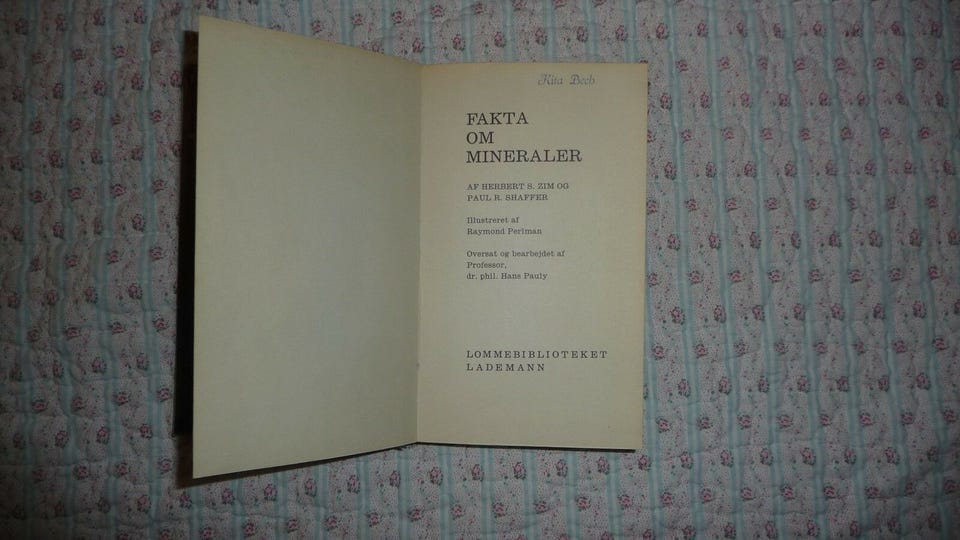 Kita Bech
FAKTA
OM
MINERALER
AF HERBERT S. ZIM OG
PAUL R. SHAFFER
Illustreret af
Raymond Perlman
Oversat og bearbejdet af
Professor,
dr. phil. Hans Pauly
LOMMEBIBLIOTEKET
LADEMANN